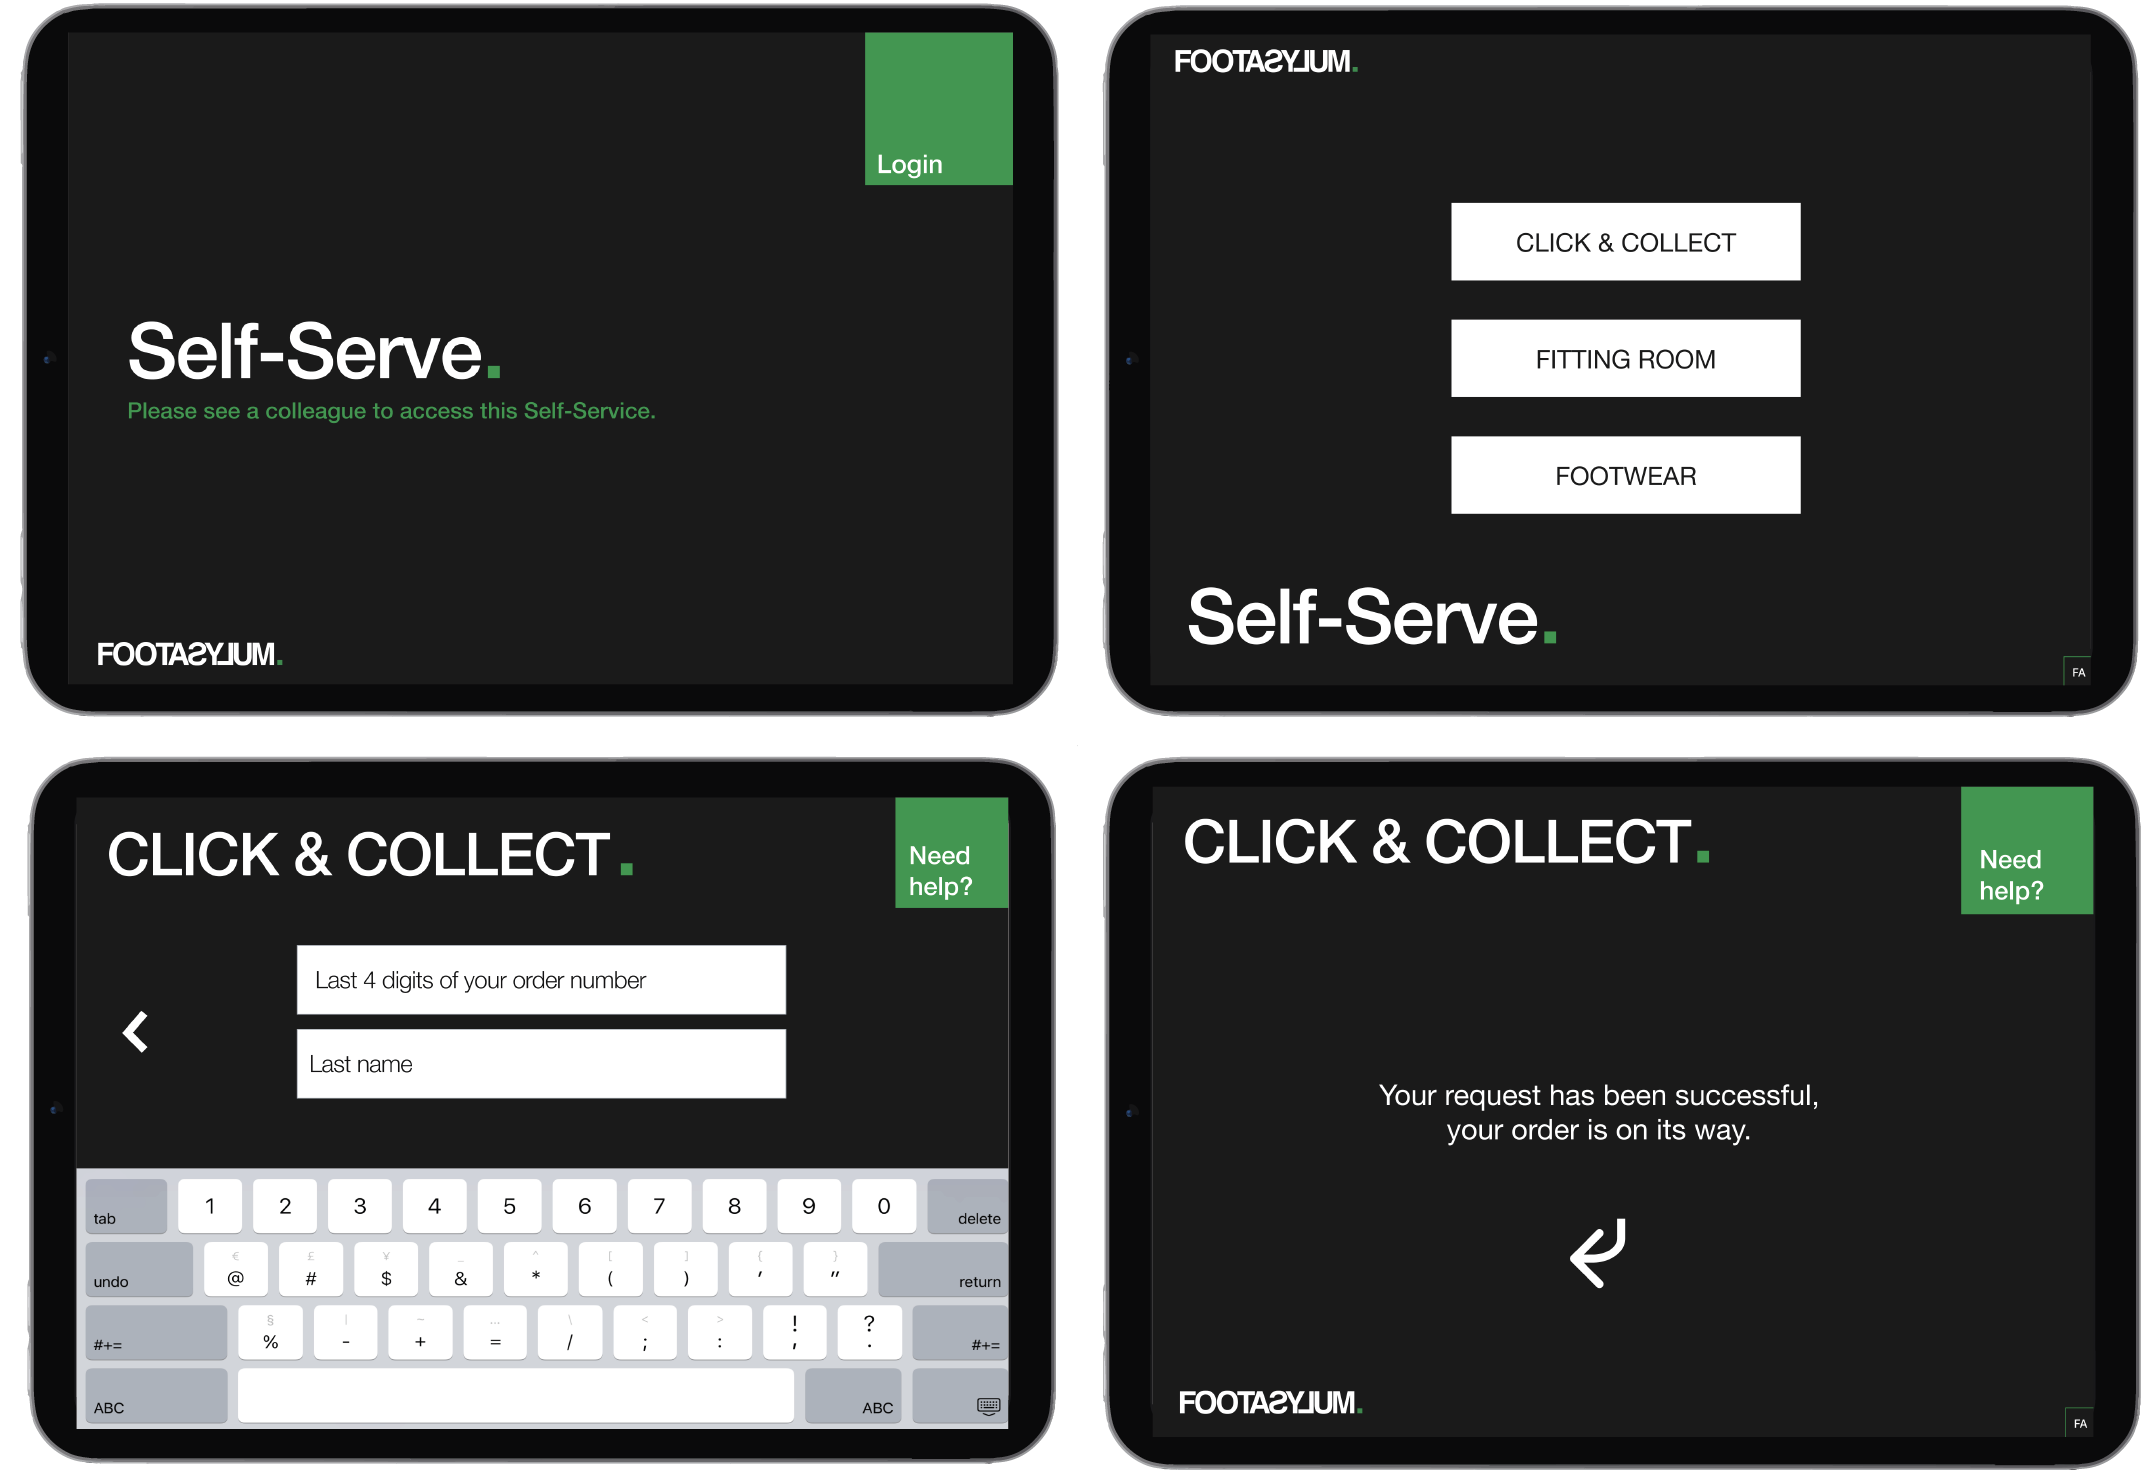 Login
Self-Serve.
Please see a colleague to access this Self-Service.
FOOTASYLUM.
FOOTASYLUM.
CLICK & COLLECT
FITTING ROOM
FOOTWEAR
Self-Serve.
FA
CLICK & COLLECT.
Need
help?
Last 4 digits of your order number
Last name
tab 1 2 3 4 5 6 7 8 9 0 delete
€ £ ¥ _ ^ [ ] { }
undo @ # $ & * ( ) ' " return
§ | ~ … \ < > ! ?
#+= % - + = / ; : , . #+=
ABC ABC
CLICK & COLLECT.
Need
help?
Your request has been successful,
your order is on its way.
FOOTASYLUM.
FA